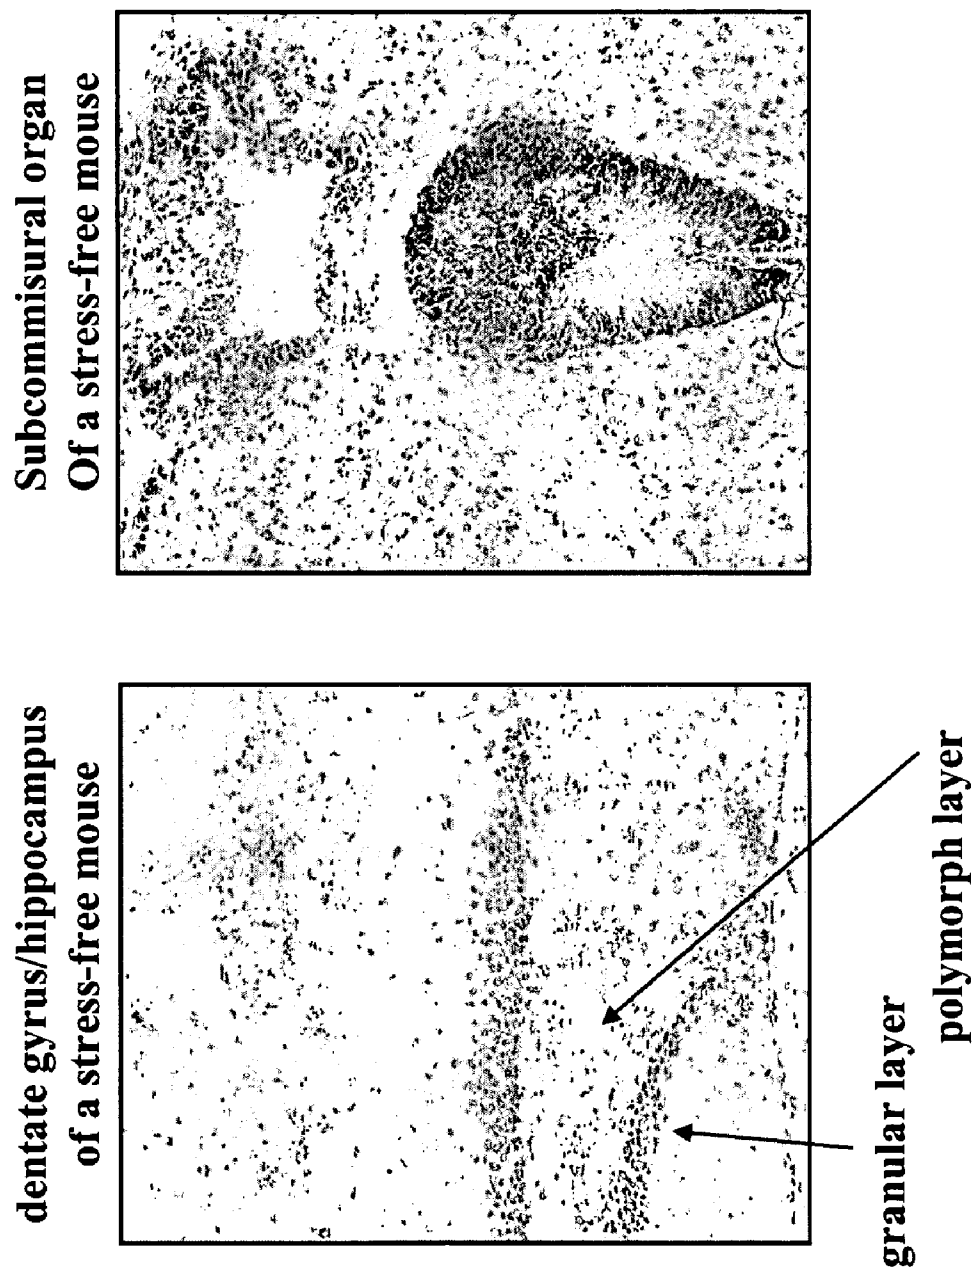 dentate gyrus/hippocampus
of a stress-free mouse
Subcommisural organ
Of a stress-free mouse
granular layer
polymorph layer